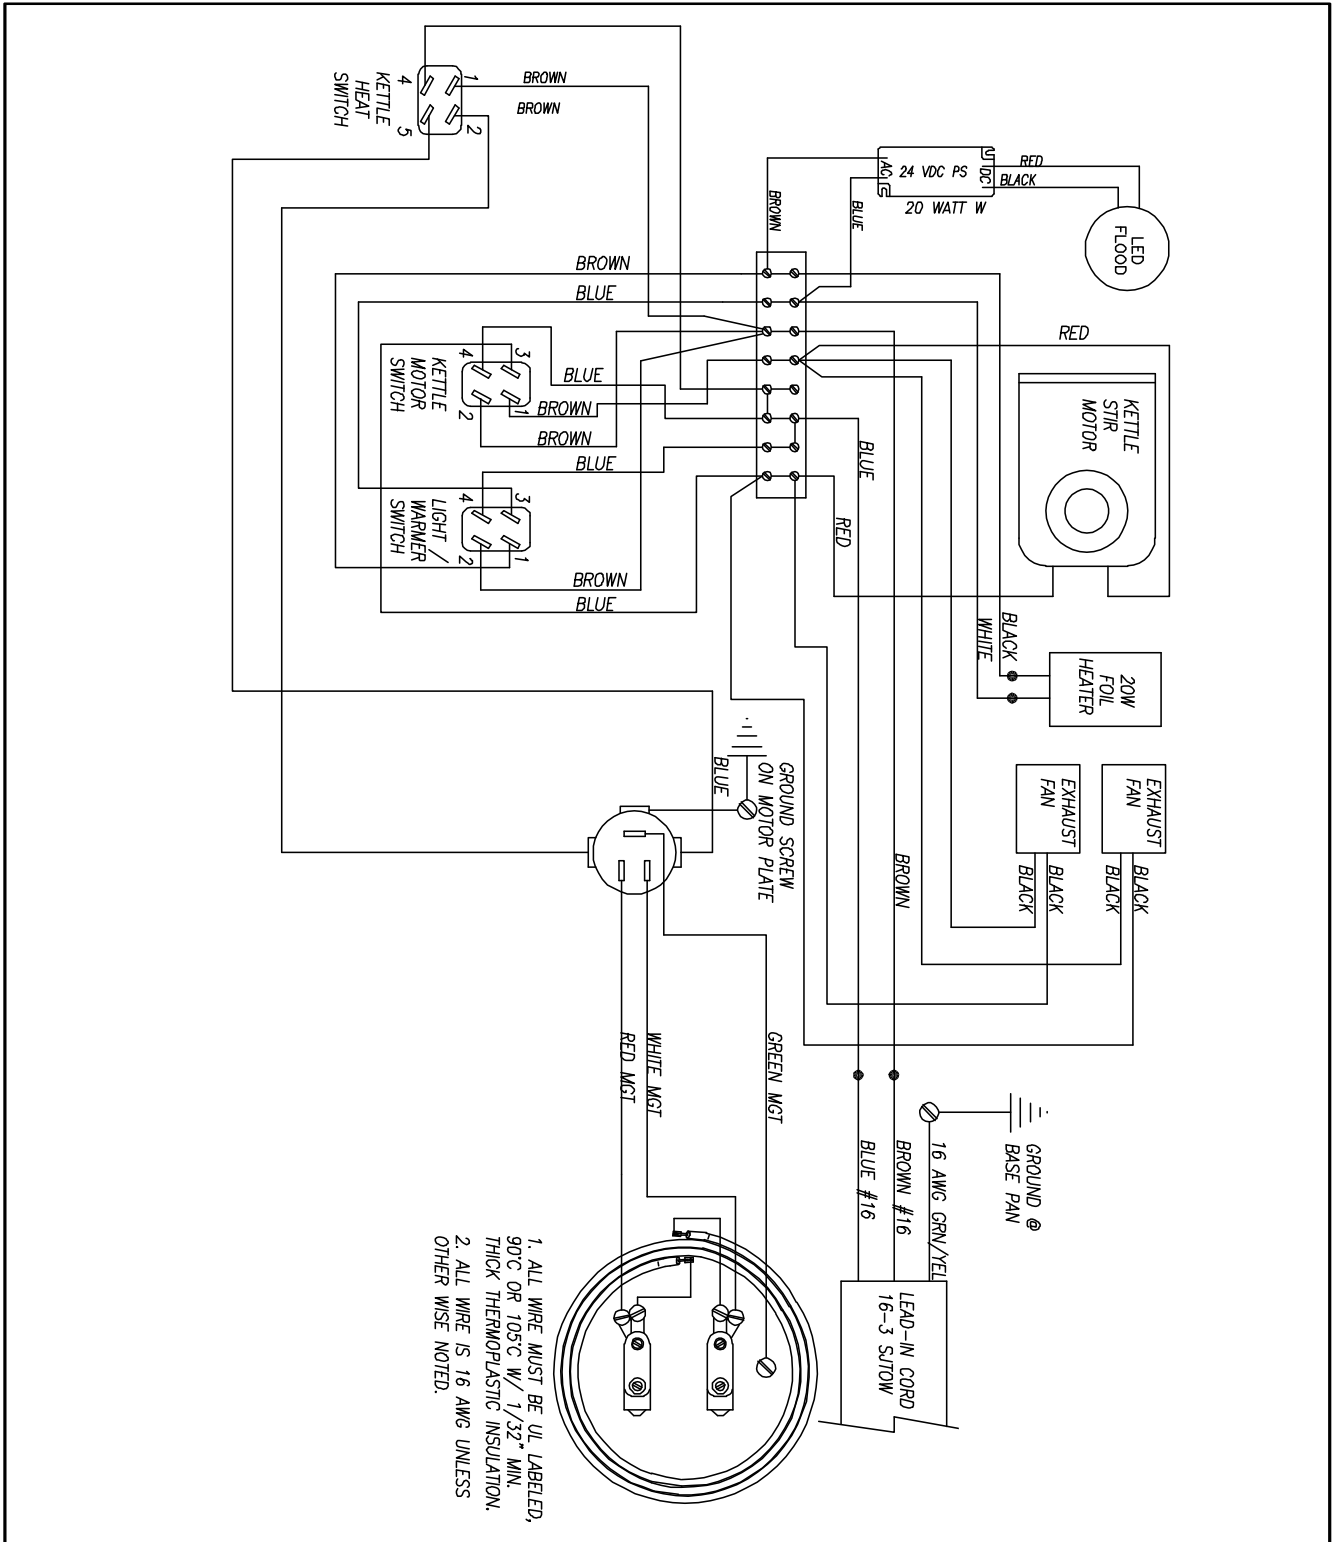 KETTLE
HEAT
SWITCH
4
1
5
2
BROWN
BROWN
AC
24 VDC PS
DC
20 WATT W
RED
BLACK
LED
FLOOD
BROWN
BLUE
BROWN
BLUE
RED
KETTLE
STIR
MOTOR
KETTLE
MOTOR
SWITCH
4
3
2
1
BLUE
BROWN
BROWN
BLUE
BLUE
RED
LIGHT /
WARMER
SWITCH
4
3
2
1
BROWN
BLUE
BLACK
WHITE
20W
FOIL
HEATER
EXHAUST
FAN
EXHAUST
FAN
BLACK
BLACK
BLACK
BLACK
GROUND SCREW
ON MOTOR PLATE
BLUE
BROWN
GREEN MGT
WHITE MGT
RED MGT
GROUND @
BASE PAN
16 AWG GRN/YEL
BROWN #16
BLUE #16
LEAD-IN CORD
16-3 SJTOW
1. ALL WIRE MUST BE UL LABELED,
90°C OR 105°C W/ 1/32" MIN.
THICK THERMOPLASTIC INSULATION.
2. ALL WIRE IS 16 AWG UNLESS
OTHER WISE NOTED.